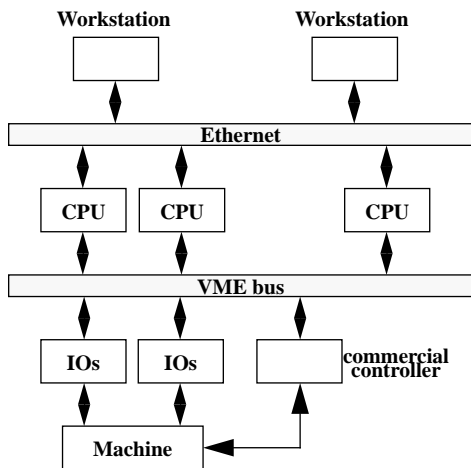 Workstation Workstation
Ethernet
CPU CPU CPU
VME bus
IOs IOs commercial
controller
Machine